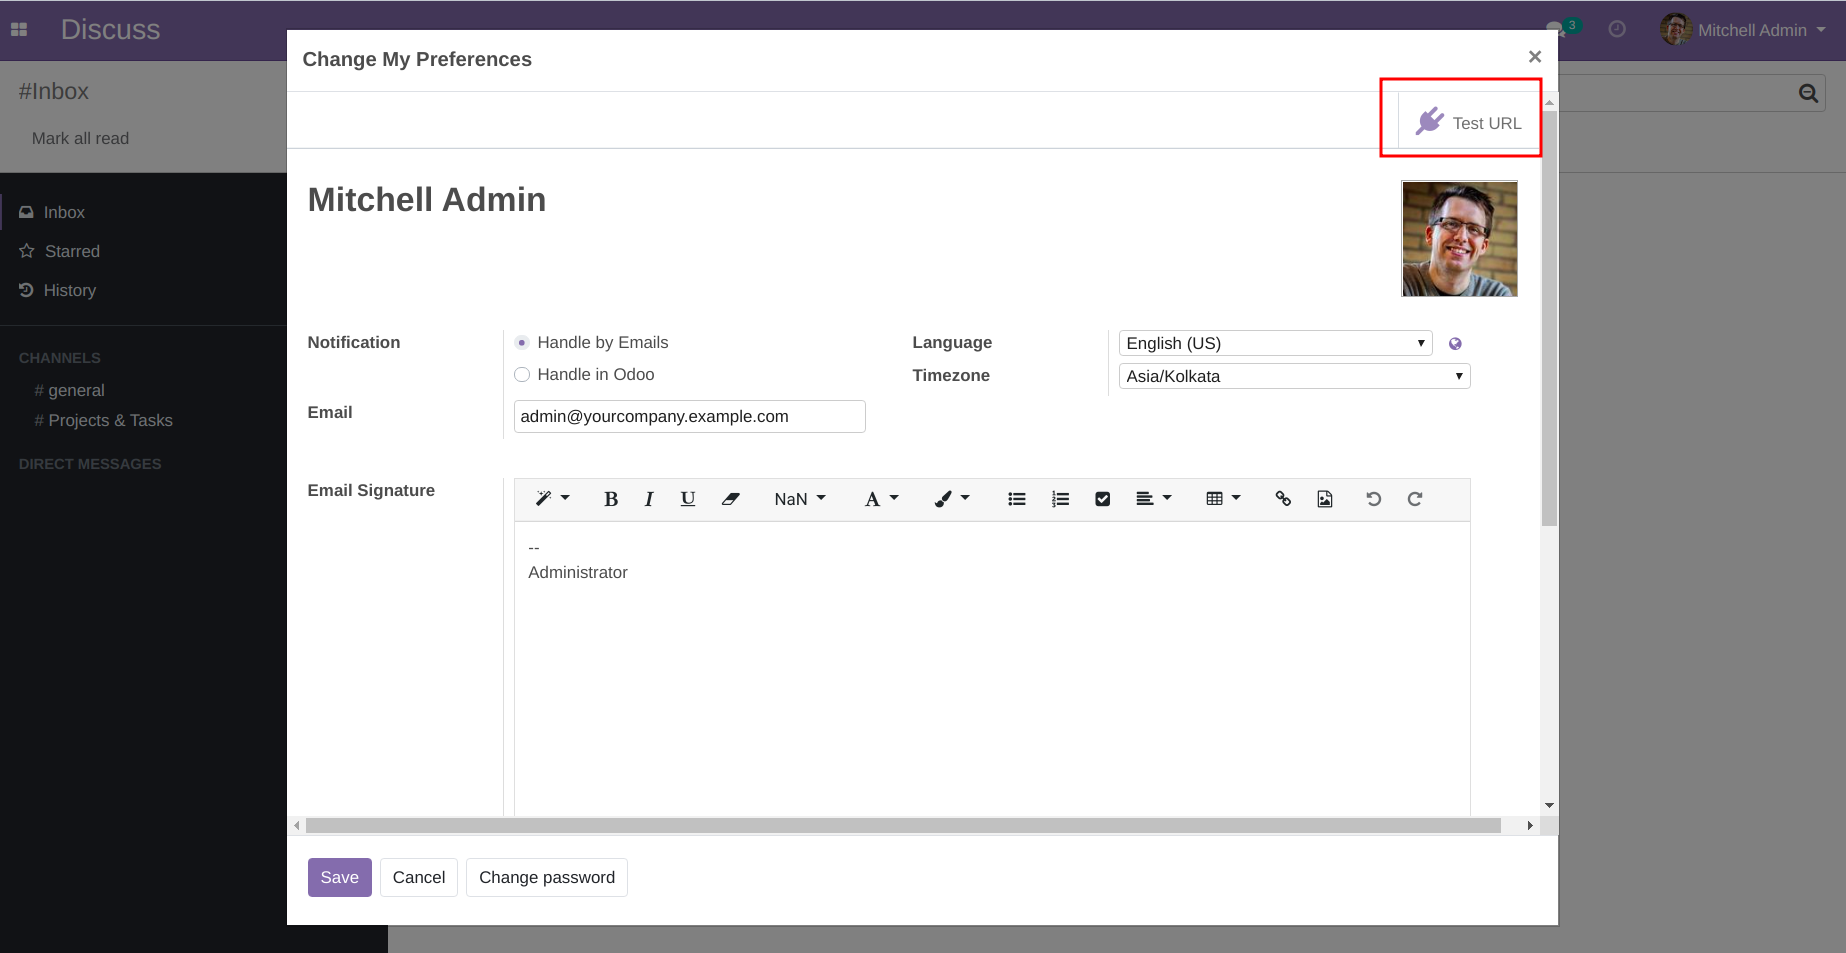 Discuss
3
Mitchell Admin
#Inbox
Mark all read
Inbox
Starred
History
CHANNELS
# general
# Projects & Tasks
DIRECT MESSAGES
Change My Preferences
×
Test URL
Mitchell Admin
Notification
Handle by Emails
Handle in Odoo
Email
admin@yourcompany.example.com
Language
English (US)
Timezone
Asia/Kolkata
Email Signature
B I U NaN A
--
Administrator
Save Cancel Change password